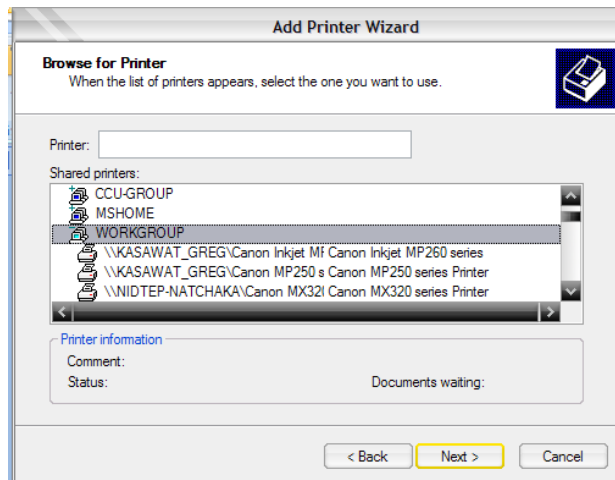 Add Printer Wizard
Browse for Printer
When the list of printers appears, select the one you want to use.
Printer:
Shared printers:
CCU-GROUP
MSHOME
WORKGROUP
\\KASAWAT_GREG\Canon Inkjet MF Canon Inkjet MP260 series
\\KASAWAT_GREG\Canon MP250 s Canon MP250 series Printer
\\NIDTEP-NATCHAKA\Canon MX32( Canon MX320 series Printer
Printer information
Comment:
Status: Documents waiting:
< Back Next > Cancel